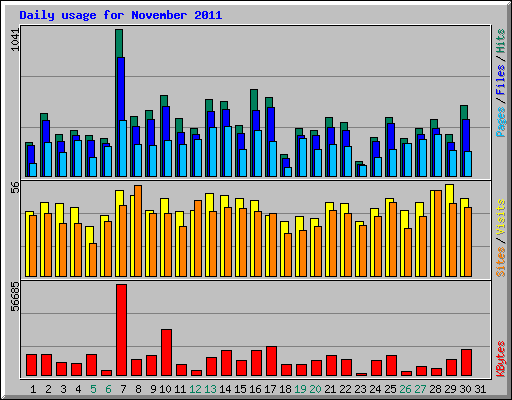 Daily usage for November 2011
1041
Pages / Files / Hits
56
Sites / Visits
56685
KBytes
1 2 3 4 5 6 7 8 9 10 11 12 13 14 15 16 17 18 19 20 21 22 23 24 25 26 27 28 29 30 31